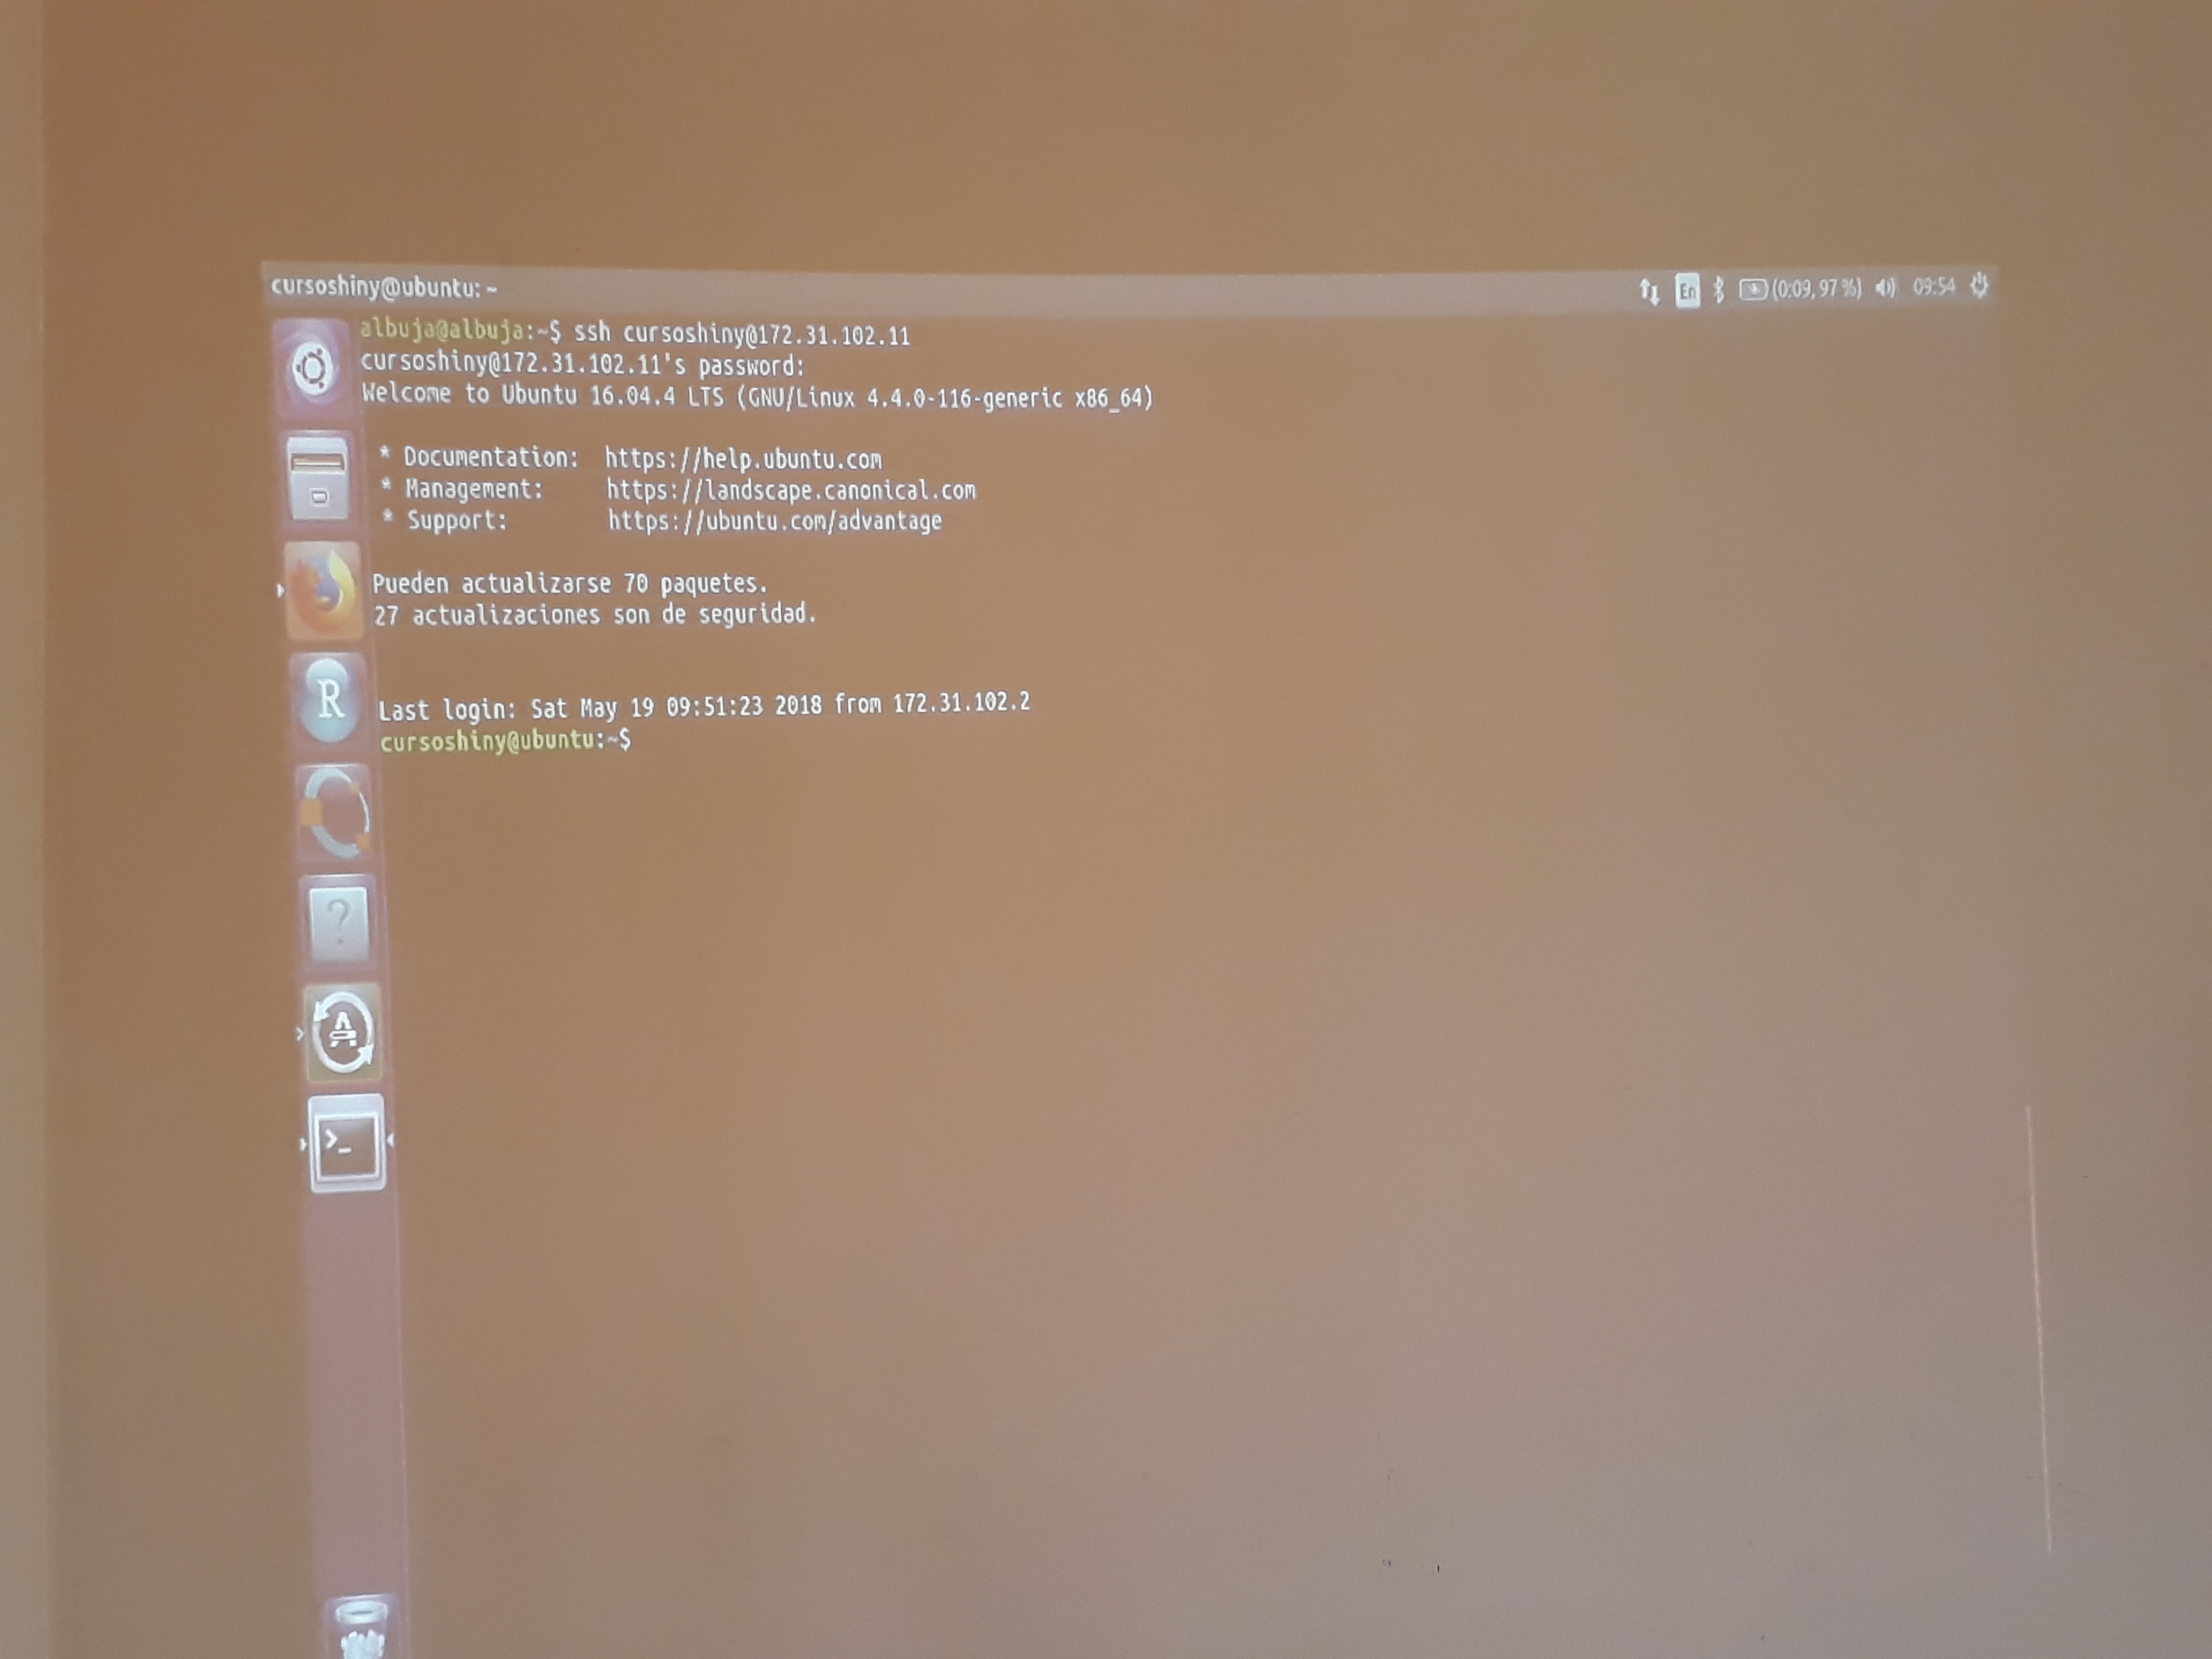 cursoshiny@ubuntu: ~
En (0:09, 97 %) 09:54
albuja@albuja:~$ ssh cursoshiny@172.31.102.11
cursoshiny@172.31.102.11's password:
Welcome to Ubuntu 16.04.4 LTS (GNU/Linux 4.4.0-116-generic x86_64)
* Documentation: https://help.ubuntu.com
* Management: https://landscape.canonical.com
* Support: https://ubuntu.com/advantage
Pueden actualizarse 70 paquetes.
27 actualizaciones son de seguridad.
R
Last login: Sat May 19 09:51:23 2018 from 172.31.102.2
cursoshiny@ubuntu:~$
?
A
>_